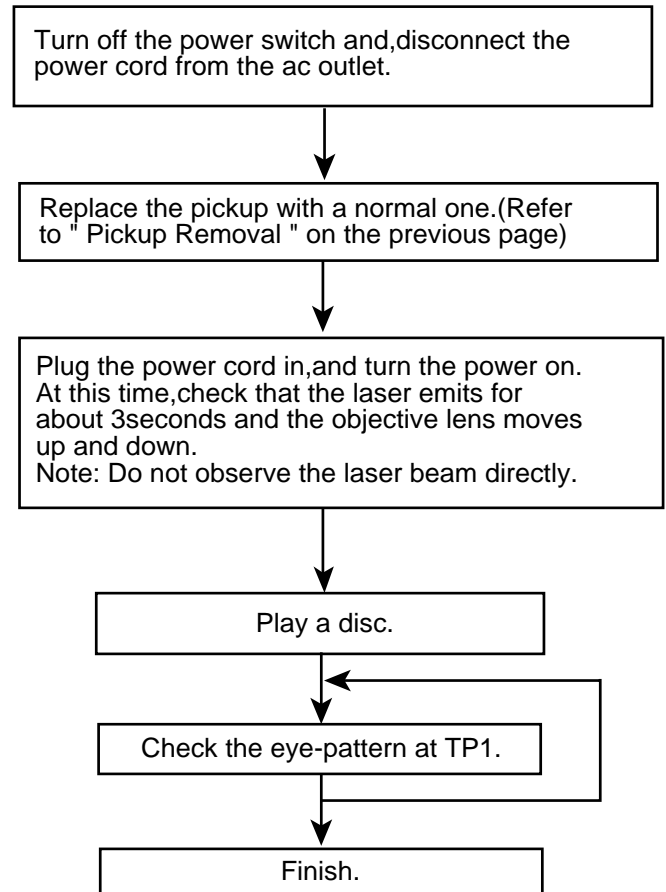 Turn off the power switch and,disconnect the
power cord from the ac outlet.
Replace the pickup with a normal one.(Refer
to " Pickup Removal " on the previous page)
Plug the power cord in,and turn the power on.
At this time,check that the laser emits for
about 3seconds and the objective lens moves
up and down.
Note: Do not observe the laser beam directly.
Play a disc.
Check the eye-pattern at TP1.
Finish.